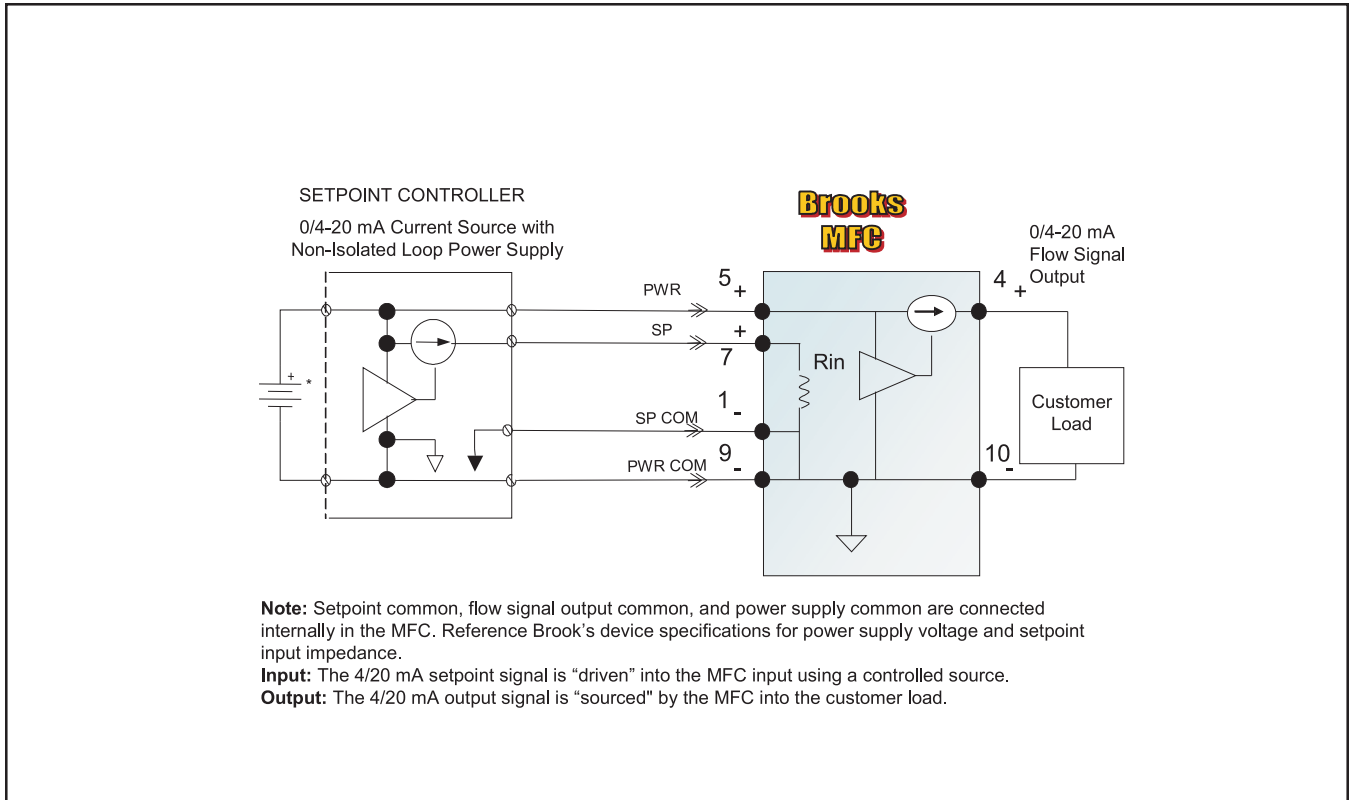 SETPOINT CONTROLLER
0/4-20 mA Current Source with
Non-Isolated Loop Power Supply
Brooks
MFC
0/4-20 mA
Flow Signal
Output
PWR
5
+
4
+
SP
+
7
Rin
+
*
1
-
SP COM
Customer
Load
9
-
PWR COM
10
-
Note: Setpoint common, flow signal output common, and power supply common are connected
internally in the MFC. Reference Brook's device specifications for power supply voltage and setpoint
input impedance.
Input: The 4/20 mA setpoint signal is “driven” into the MFC input using a controlled source.
Output: The 4/20 mA output signal is “sourced" by the MFC into the customer load.